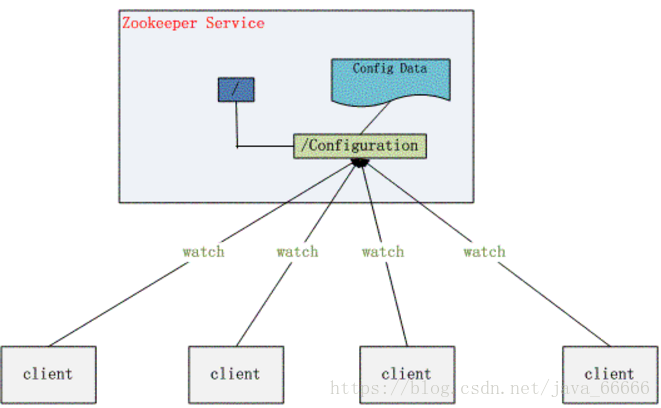 Zookeeper Service
Config Data
/
/Configuration
watch
watch
watch
watch
client
client
client
client
https://blog.csdn.net/java_66666